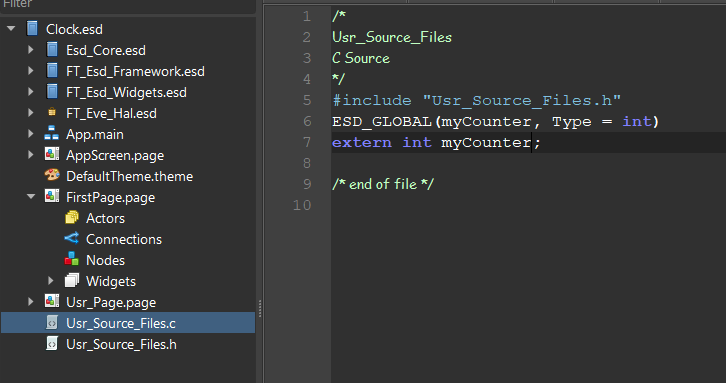 Filter
Clock.esd
Esd_Core.esd
FT_Esd_Framework.esd
FT_Esd_Widgets.esd
FT_Eve_Hal.esd
App.main
AppScreen.page
DefaultTheme.theme
FirstPage.page
Actors
Connections
Nodes
Widgets
Usr_Page.page
Usr_Source_Files.c
Usr_Source_Files.h
1 /*
2 Usr_Source_Files
3 C Source
4 */
5 #include "Usr_Source_Files.h"
6 ESD_GLOBAL(myCounter, Type = int)
7 extern int myCounter;
8
9 /* end of file */
10